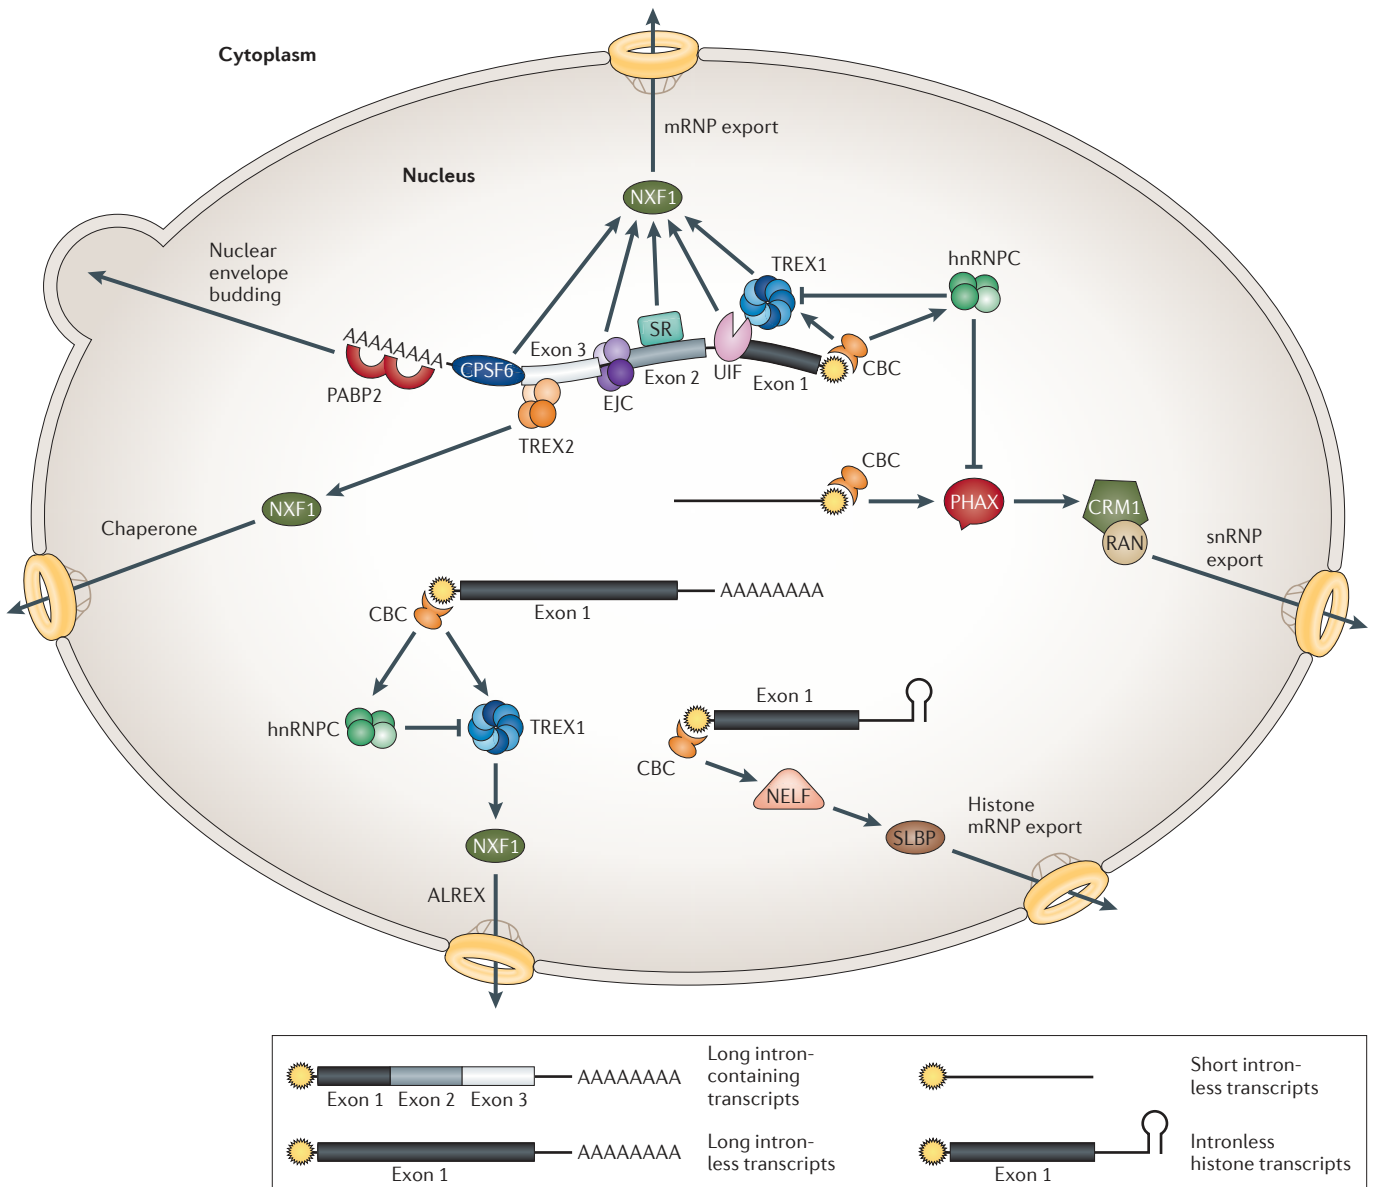 Cytoplasm
mRNP export
Nucleus
NXF1
Nuclear
envelope
budding
TREX1
hnRNPC
SR
AAAAAAAA
Exon 3
CPSF6
Exon 2
UIF
Exon 1
CBC
PABP2
EJC
TREX2
CBC
NXF1
PHAX
CRM1
RAN
Chaperone
snRNP
export
AAAAAAAA
Exon 1
CBC
Exon 1
hnRNPC
TREX1
CBC
NELF
Histone
mRNP export
SLBP
NXF1
ALREX
AAAAAAAA
Exon 1
Exon 2
Exon 3
Long intron-
containing
transcripts
Short intron-
less transcripts
AAAAAAAA
Exon 1
Long intron-
less transcripts
Exon 1
Intronless
histone transcripts